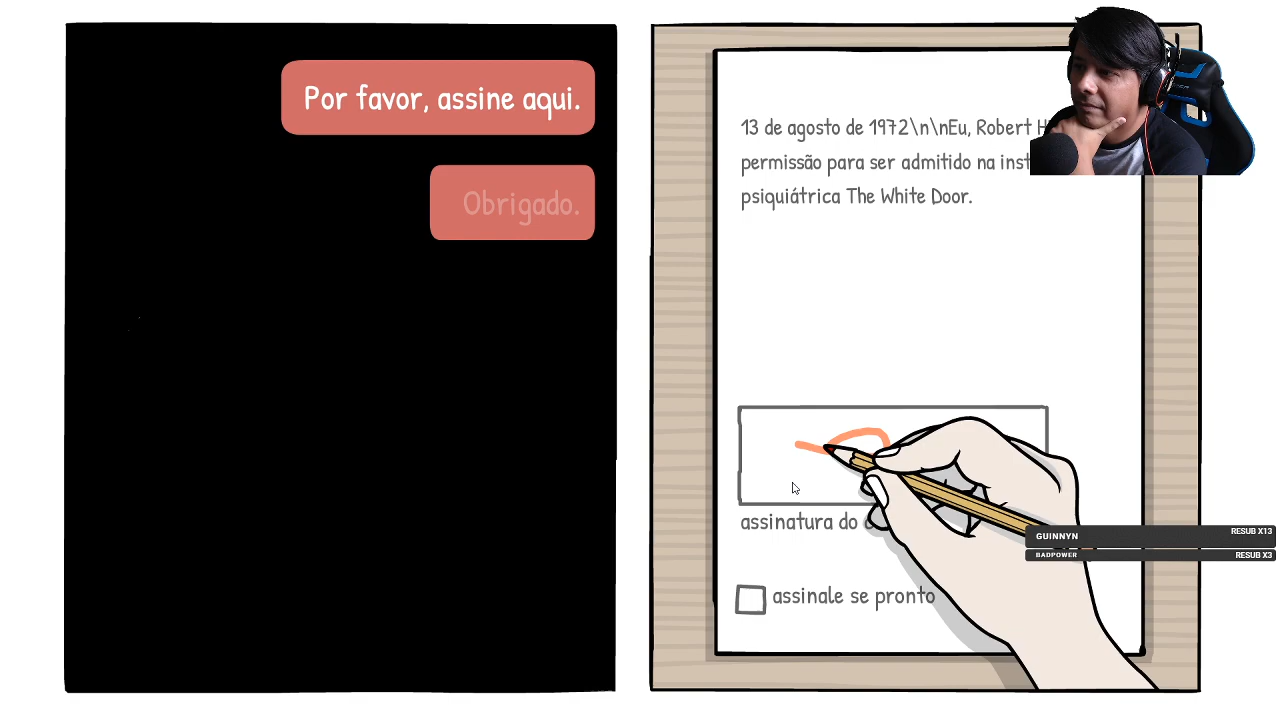 Por favor, assine aqui.
Obrigado.
13 de agosto de 1972\n\nEu, Robert
permissão para ser admitido na
psiquiátrica The White Door.
assinatura do
assinale se pronto
GUINNYN RESUB X13
BADPOWER RESUB X3